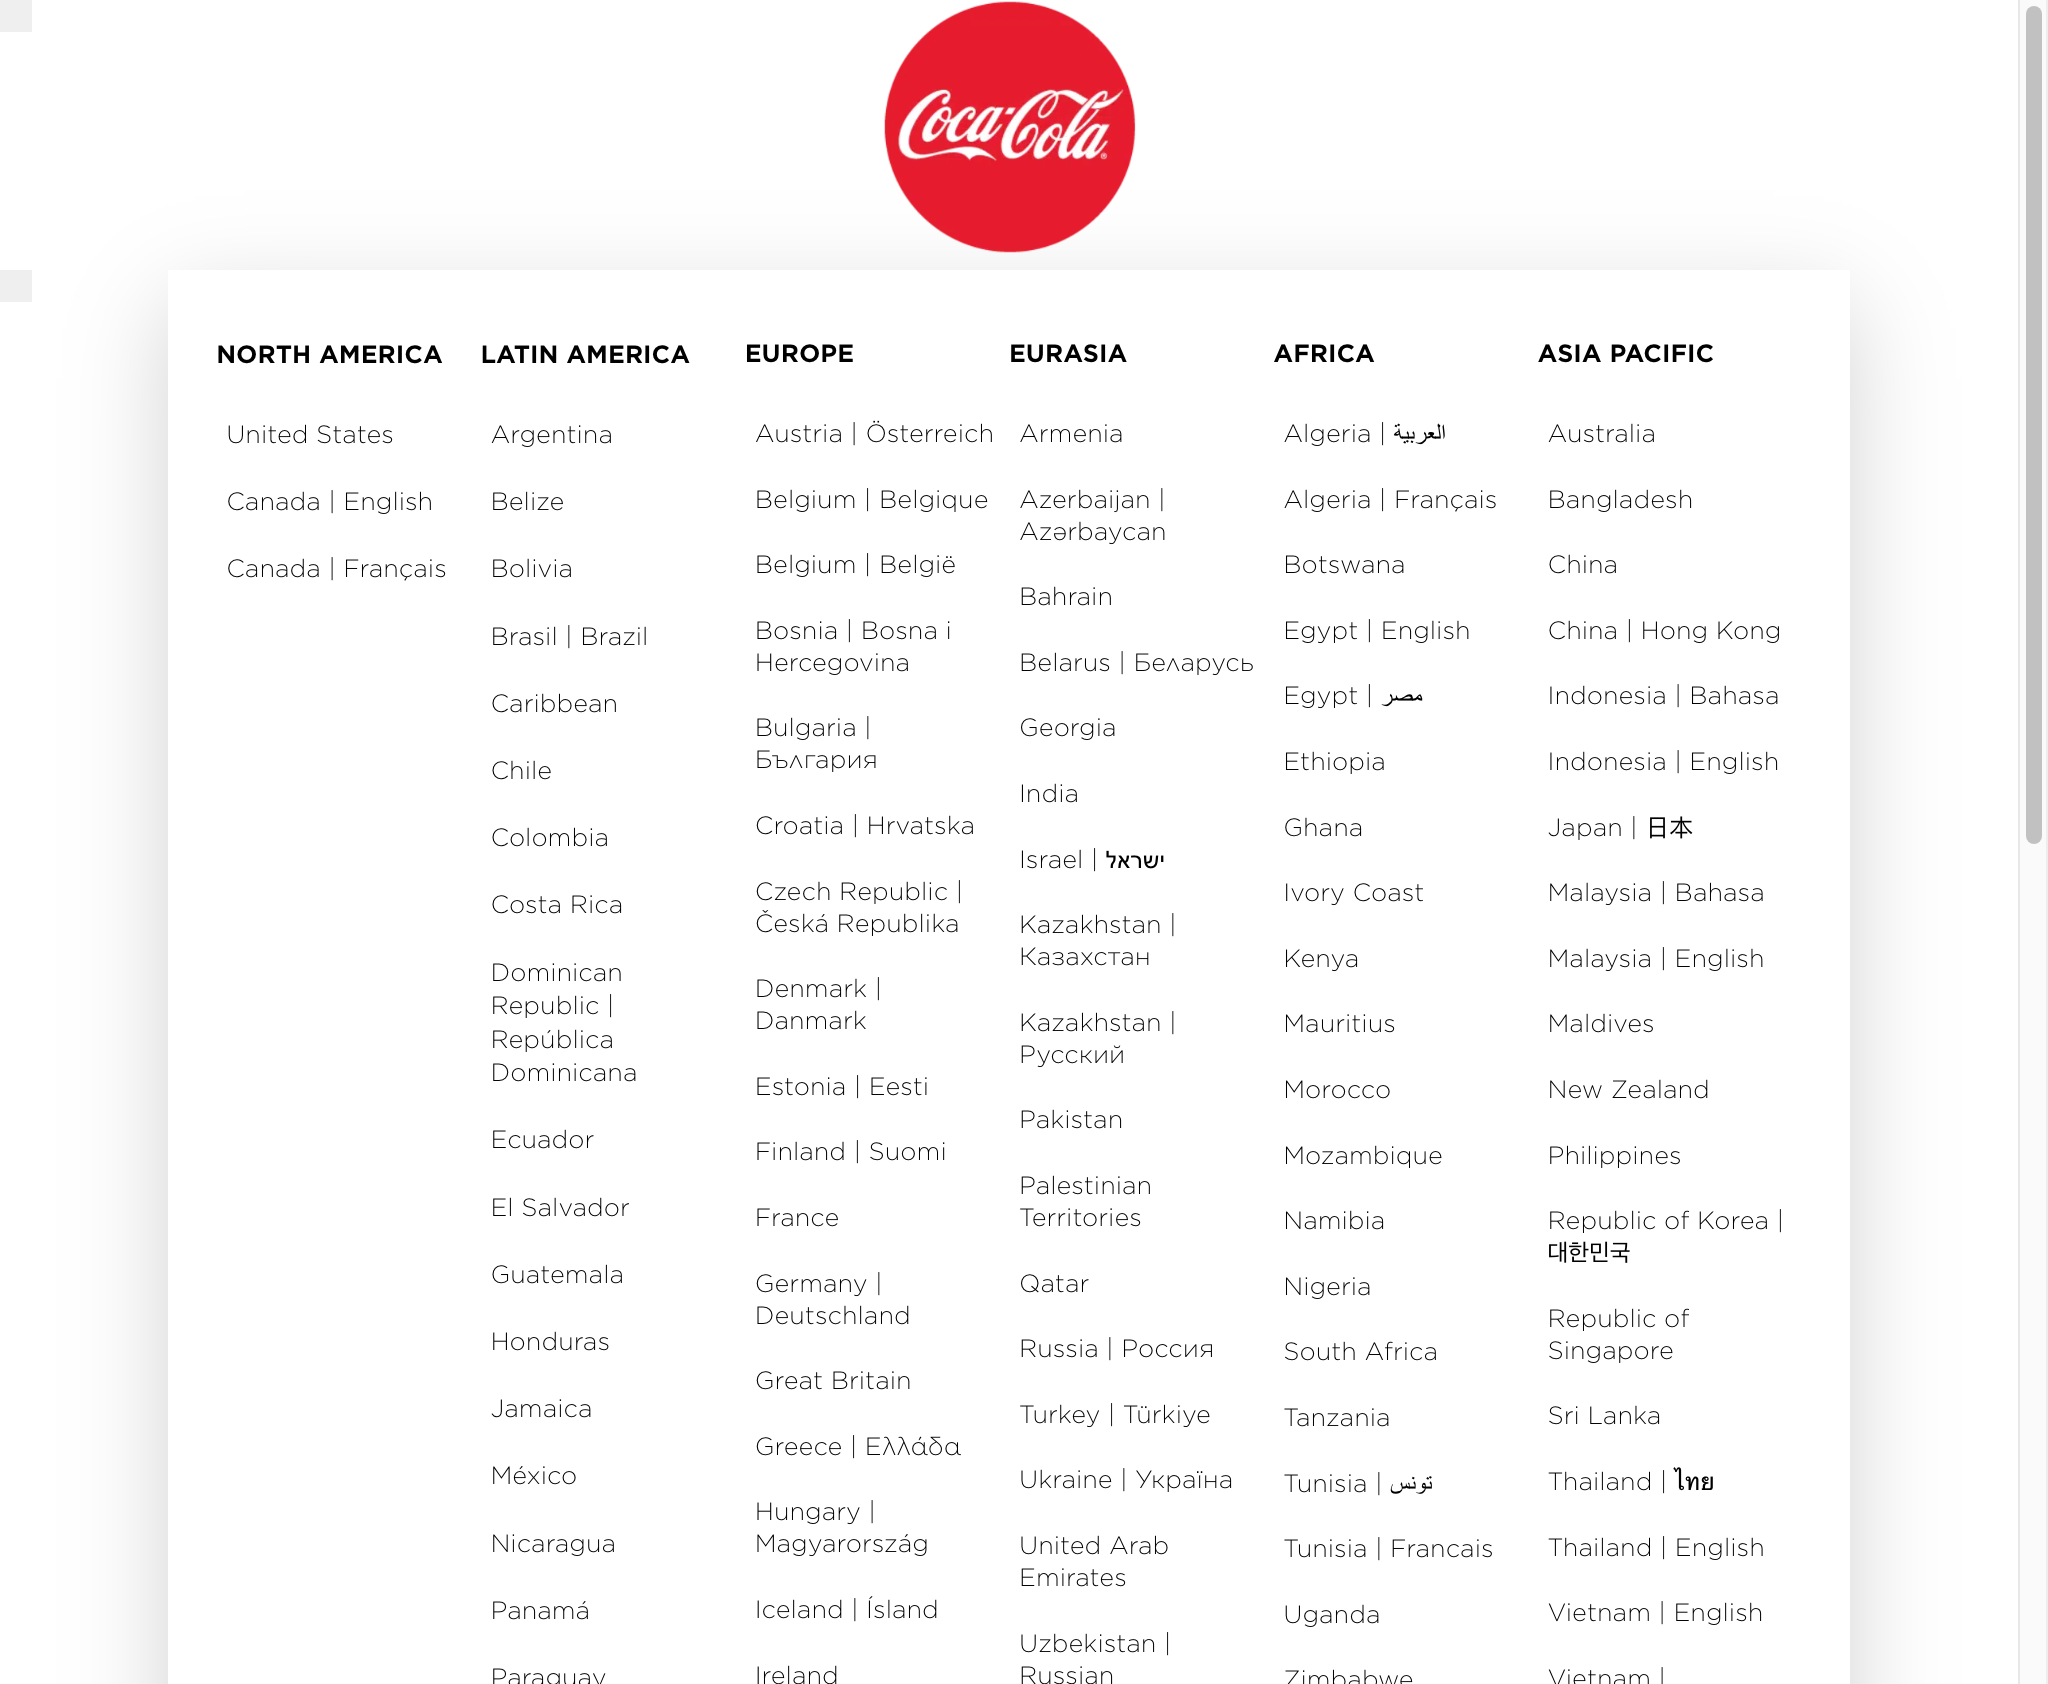 Coca-Cola
NORTH AMERICA
United States
Canada | English
Canada | Français
LATIN AMERICA
Argentina
Belize
Bolivia
Brasil | Brazil
Caribbean
Chile
Colombia
Costa Rica
Dominican
Republic |
República
Dominicana
Ecuador
El Salvador
Guatemala
Honduras
Jamaica
México
Nicaragua
Panamá
Paraguay
EUROPE
Austria | Österreich
Belgium | Belgique
Belgium | België
Bosnia | Bosna i
Hercegovina
Bulgaria |
България
Croatia | Hrvatska
Czech Republic |
Česká Republika
Denmark |
Danmark
Estonia | Eesti
Finland | Suomi
France
Germany |
Deutschland
Great Britain
Greece | Ελλάδα
Hungary |
Magyarország
Iceland | Ísland
Ireland
EURASIA
Armenia
Azerbaijan |
Azərbaycan
Bahrain
Belarus | Беларусь
Georgia
India
Israel | ישראל
Kazakhstan |
Казахстан
Kazakhstan |
Русский
Pakistan
Palestinian
Territories
Qatar
Russia | Россия
Turkey | Türkiye
Ukraine | Україна
United Arab
Emirates
Uzbekistan |
Russian
AFRICA
Algeria | العربية
Algeria | Français
Botswana
Egypt | English
Egypt | مصر
Ethiopia
Ghana
Ivory Coast
Kenya
Mauritius
Morocco
Mozambique
Namibia
Nigeria
South Africa
Tanzania
Tunisia | تونس
Tunisia | Francais
Uganda
Zimbabwe
ASIA PACIFIC
Australia
Bangladesh
China
China | Hong Kong
Indonesia | Bahasa
Indonesia | English
Japan | 日本
Malaysia | Bahasa
Malaysia | English
Maldives
New Zealand
Philippines
Republic of Korea |
대한민국
Republic of
Singapore
Sri Lanka
Thailand | ไทย
Thailand | English
Vietnam | English
Vietnam |